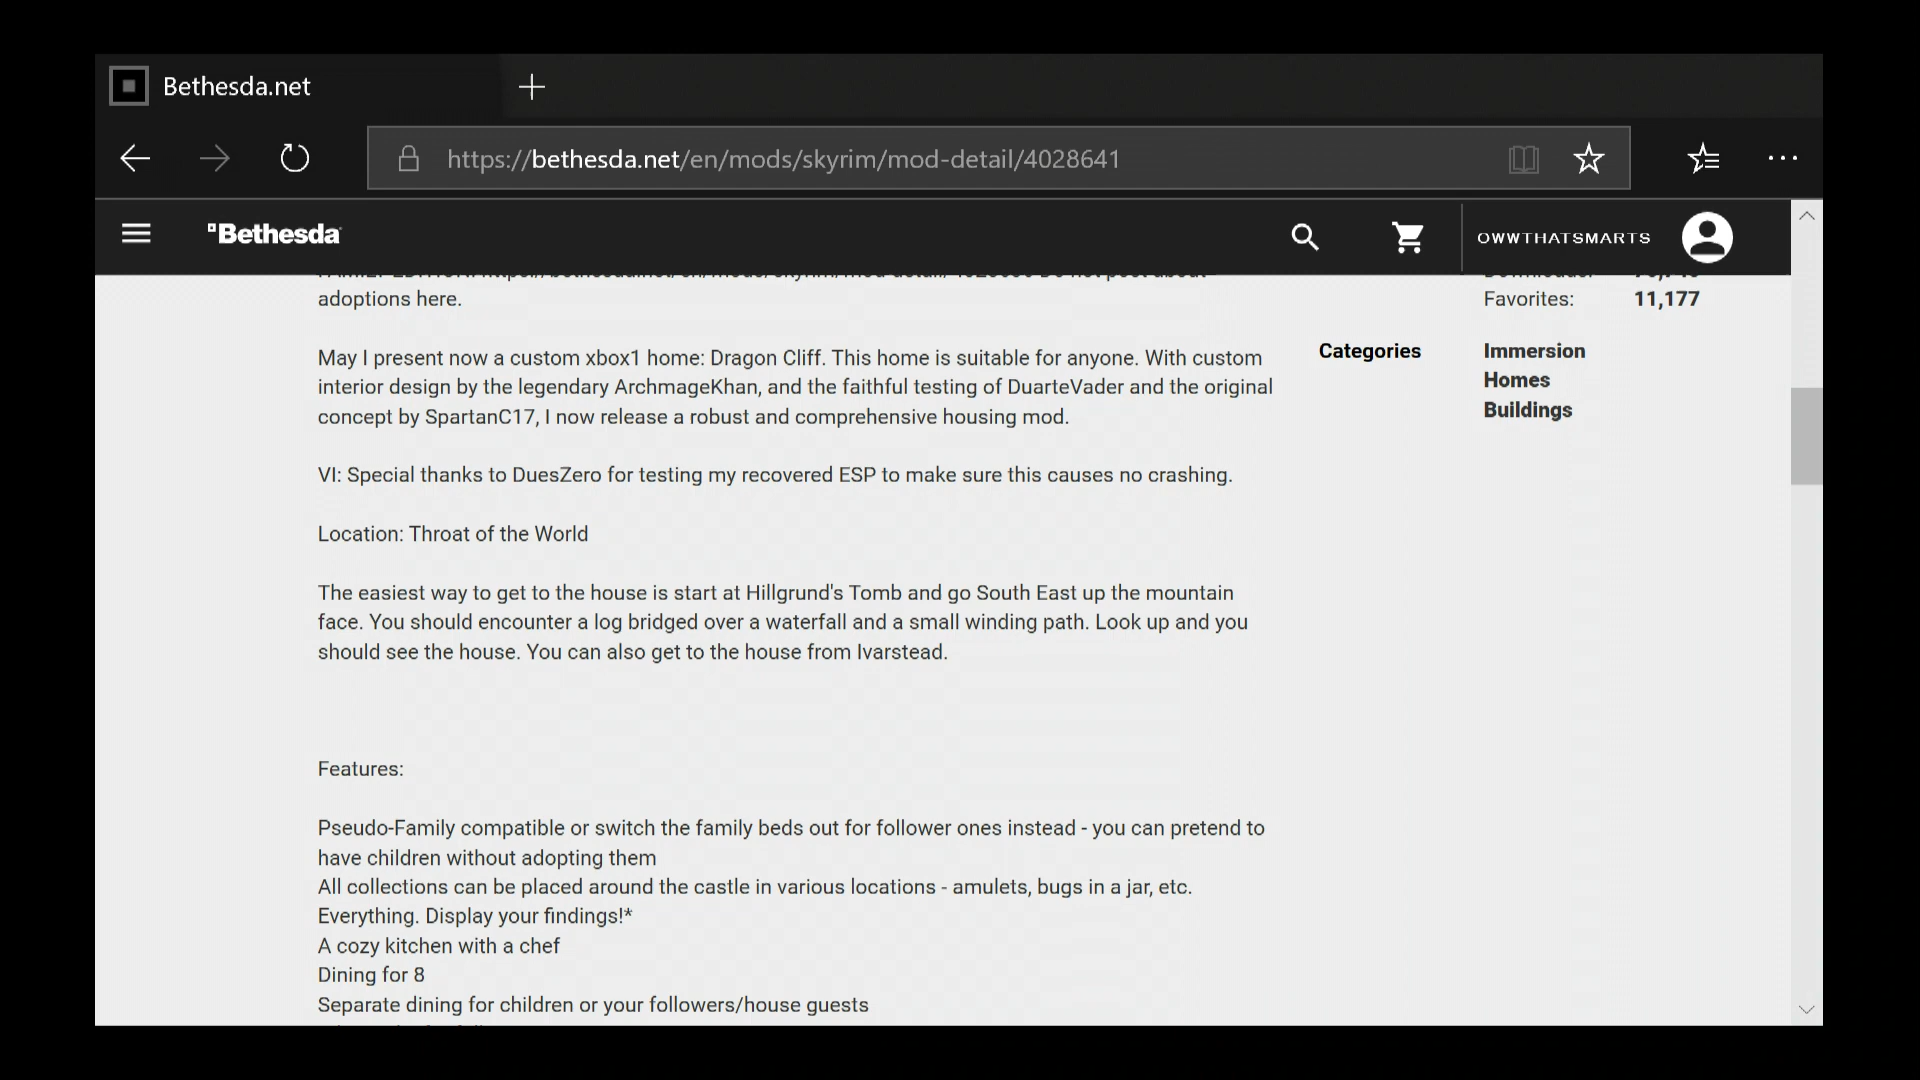 Bethesda.net
https://bethesda.net/en/mods/skyrim/mod-detail/4028641
Bethesda
OWWTHATSMARTS
adoptions here.
Favorites: 11,177
May I present now a custom xbox1 home: Dragon Cliff. This home is suitable for anyone. With custom
interior design by the legendary ArchmageKhan, and the faithful testing of DuarteVader and the original
concept by SpartanC17, I now release a robust and comprehensive housing mod.
Categories
Immersion
Homes
Buildings
VI: Special thanks to DuesZero for testing my recovered ESP to make sure this causes no crashing.
Location: Throat of the World
The easiest way to get to the house is start at Hillgrund's Tomb and go South East up the mountain
face. You should encounter a log bridged over a waterfall and a small winding path. Look up and you
should see the house. You can also get to the house from Ivarstead.
Features:
Pseudo-Family compatible or switch the family beds out for follower ones instead - you can pretend to
have children without adopting them
All collections can be placed around the castle in various locations - amulets, bugs in a jar, etc.
Everything. Display your findings!*
A cozy kitchen with a chef
Dining for 8
Separate dining for children or your followers/house guests